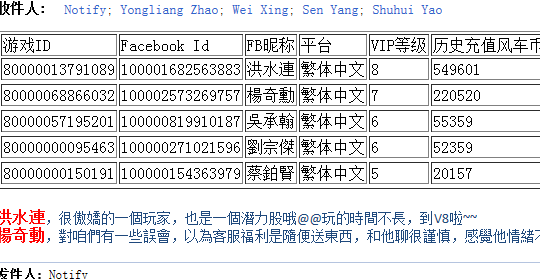 收件人： Notify; Yongliang Zhao; Wei Xing; Sen Yang; Shuhui Yao
游戏ID Facebook Id FB昵称 平台 VIP等级 历史充值风车币
80000013791089 100001682563883 洪水連 繁体中文 8 549601
80000068866032 100002573269757 楊奇勳 繁体中文 7 220520
80000057195201 100000819910187 吳承翰 繁体中文 6 55359
80000000095463 100000271021596 劉宗傑 繁体中文 6 52359
80000000150191 100000154363979 蔡鉑賢 繁体中文 5 20157
洪水連，很傲嬌的一個玩家，也是一個潛力股哦@@玩的時間不長，到V8啦~~
楊奇勳，對咱們有一些誤會，以為客服福利是隨便送東西，和他聊很謹慎，感覺他情緒不
发件人：Notify